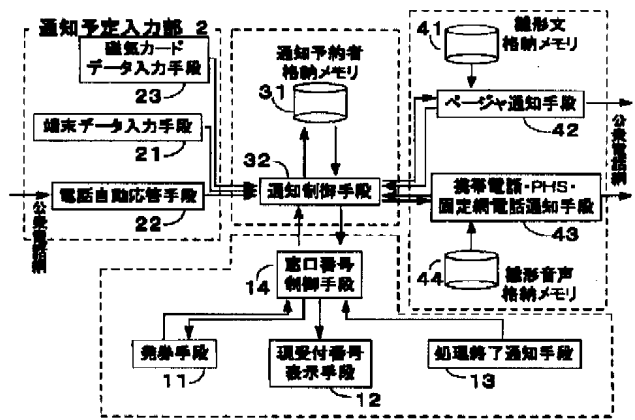 通知予定入力部 2
磁気カード
データ入力手段
23
端末データ入力手段
21
電話自動応答手段
22
公衆電話網
通知予約者
格納メモリ
31
32
通知制御手段
41
雛形文
格納メモリ
ページャ通知手段
42
公衆電話網
携帯電話・PHS・
固定網電話通知手段
43
44
雛形音声
格納メモリ
14
窓口番号
制御手段
発券手段
11
現受付番号
表示手段
12
処理終了通知手段
13